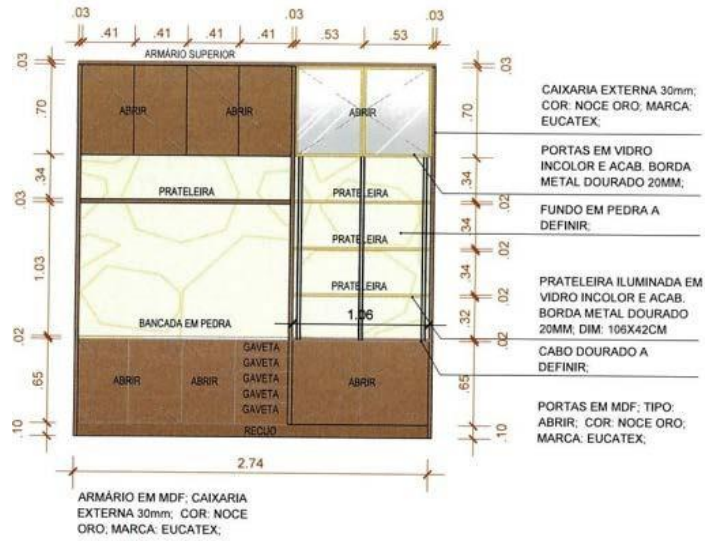 .03 .03 .03
.41 .41 .41 .41 .53 .53
ARMÁRIO SUPERIOR
.03 .03
ABRIR ABRIR ABRIR
.70 .70
CAIXARIA EXTERNA 30mm;
COR: NOCE ORO; MARCA:
EUCATEX;
PORTAS EM VIDRO
INCOLOR E ACAB. BORDA
METAL DOURADO 20MM;
.34
PRATELEIRA PRATELEIRA
.03 .02
FUNDO EM PEDRA A
DEFINIR;
.34
PRATELEIRA
.02
1.03
.34
PRATELEIRA
.02
PRATELEIRA ILUMINADA EM
VIDRO INCOLOR E ACAB.
BORDA METAL DOURADO
20MM; DIM: 106X42CM
1.06
BANCADA EM PEDRA
.32
.02 .02
CABO DOURADO A
DEFINIR;
GAVETA
GAVETA
GAVETA
GAVETA
GAVETA
ABRIR ABRIR ABRIR
.65 .65
PORTAS EM MDF; TIPO:
ABRIR; COR: NOCE ORO;
MARCA: EUCATEX;
RECUO
.10 .10
2.74
ARMÁRIO EM MDF; CAIXARIA
EXTERNA 30mm; COR: NOCE
ORO; MARCA: EUCATEX;